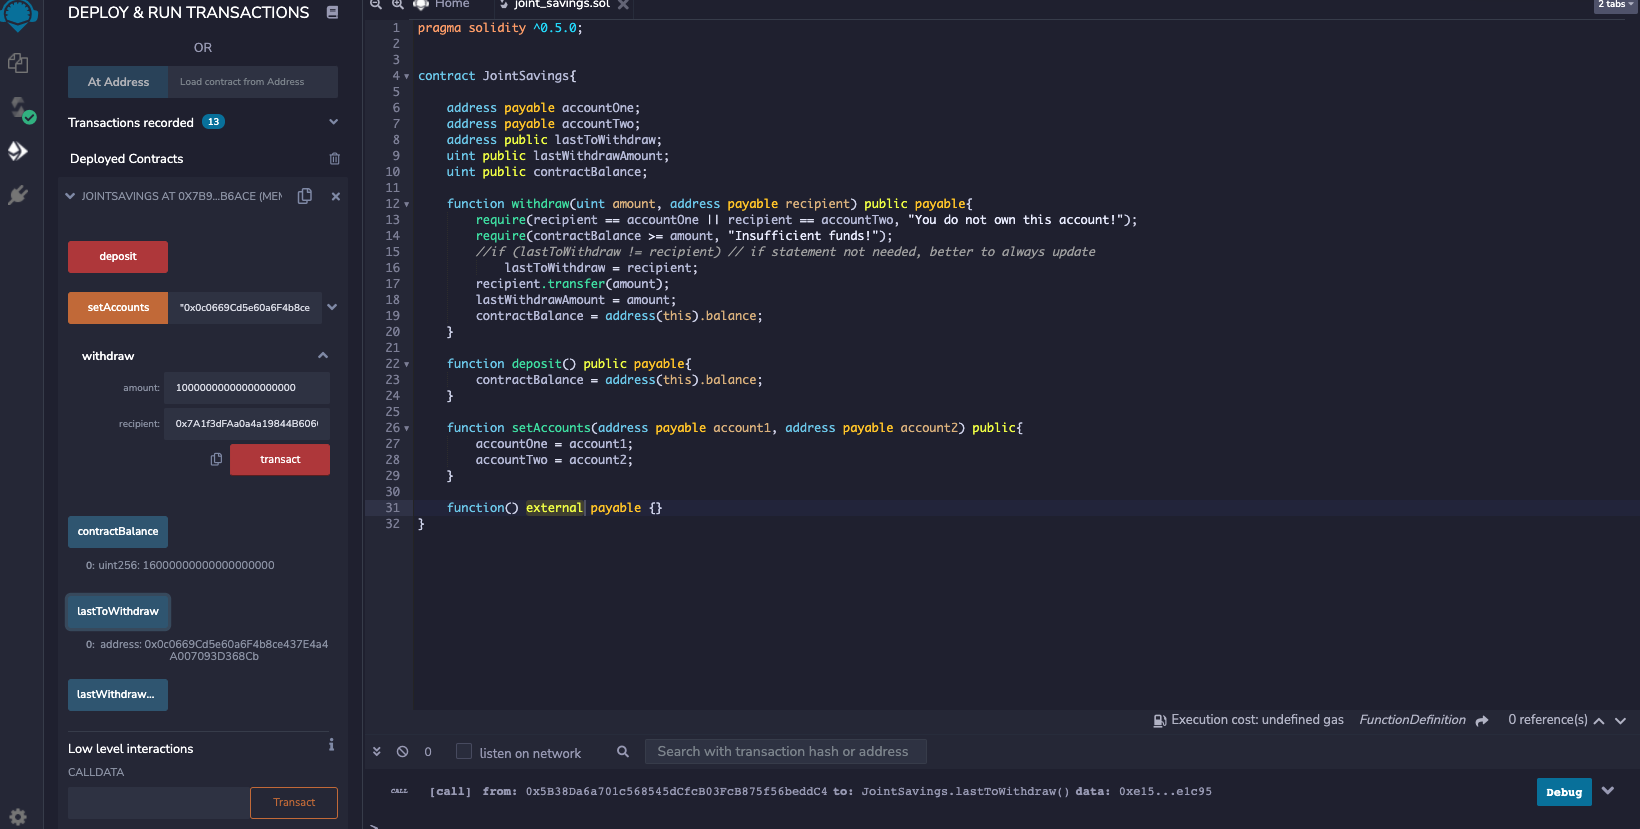 DEPLOY & RUN TRANSACTIONS
OR
At Address
Load contract from Address
Transactions recorded 13
Deployed Contracts
JOINTSAVINGS AT 0X7B9...B6ACE (MEM
deposit
setAccounts
"0x0c0669Cd5e60a6F4b8ce
withdraw
amount:
10000000000000000000
recipient:
0x7A1f3dFAa0a4a19844B606
transact
contractBalance
0: uint256: 16000000000000000000
lastToWithdraw
0: address: 0x0c0669Cd5e60a6F4b8ce437E4a4
A007093D368Cb
lastWithdraw...
Low level interactions
i
CALLDATA
Transact
Home
joint_savings.sol
2 tabs
1 pragma solidity ^0.5.0;
2
3
4 contract JointSavings{
5
6 address payable accountOne;
7 address payable accountTwo;
8 address public lastToWithdraw;
9 uint public lastWithdrawAmount;
10 uint public contractBalance;
11
12 function withdraw(uint amount, address payable recipient) public payable{
13 require(recipient == accountOne || recipient == accountTwo, "You do not own this account!");
14 require(contractBalance >= amount, "Insufficient funds!");
15 //if (lastToWithdraw != recipient) // if statement not needed, better to always update
16 lastToWithdraw = recipient;
17 recipient.transfer(amount);
18 lastWithdrawAmount = amount;
19 contractBalance = address(this).balance;
20 }
21
22 function deposit() public payable{
23 contractBalance = address(this).balance;
24 }
25
26 function setAccounts(address payable account1, address payable account2) public{
27 accountOne = account1;
28 accountTwo = account2;
29 }
30
31 function() external payable {}
32 }
Execution cost: undefined gas FunctionDefinition 0 reference(s)
0 listen on network
Search with transaction hash or address
CALL [call] from: 0x5B38Da6a701c568545dCfcB03FcB875f56beddC4 to: JointSavings.lastToWithdraw() data: 0xe15...e1c95
Debug
>